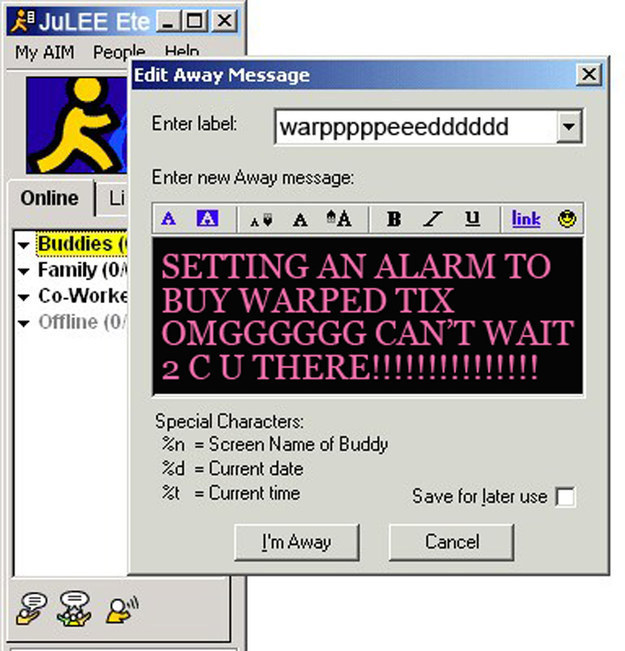 JuLEE Ete
My AIM People Help
Online
Li
Buddies (
Family (0/
Co-Worke
Offline (0/
Edit Away Message
Enter label:
warpppppeeedddddd
Enter new Away message:
A A A A A B I U link
SETTING AN ALARM TO
BUY WARPED TIX
OMGGGGGG CAN'T WAIT
2 C U THERE!!!!!!!!!!!!!!!
Special Characters:
%n = Screen Name of Buddy
%d = Current date
%t = Current time
Save for later use
I'm Away
Cancel